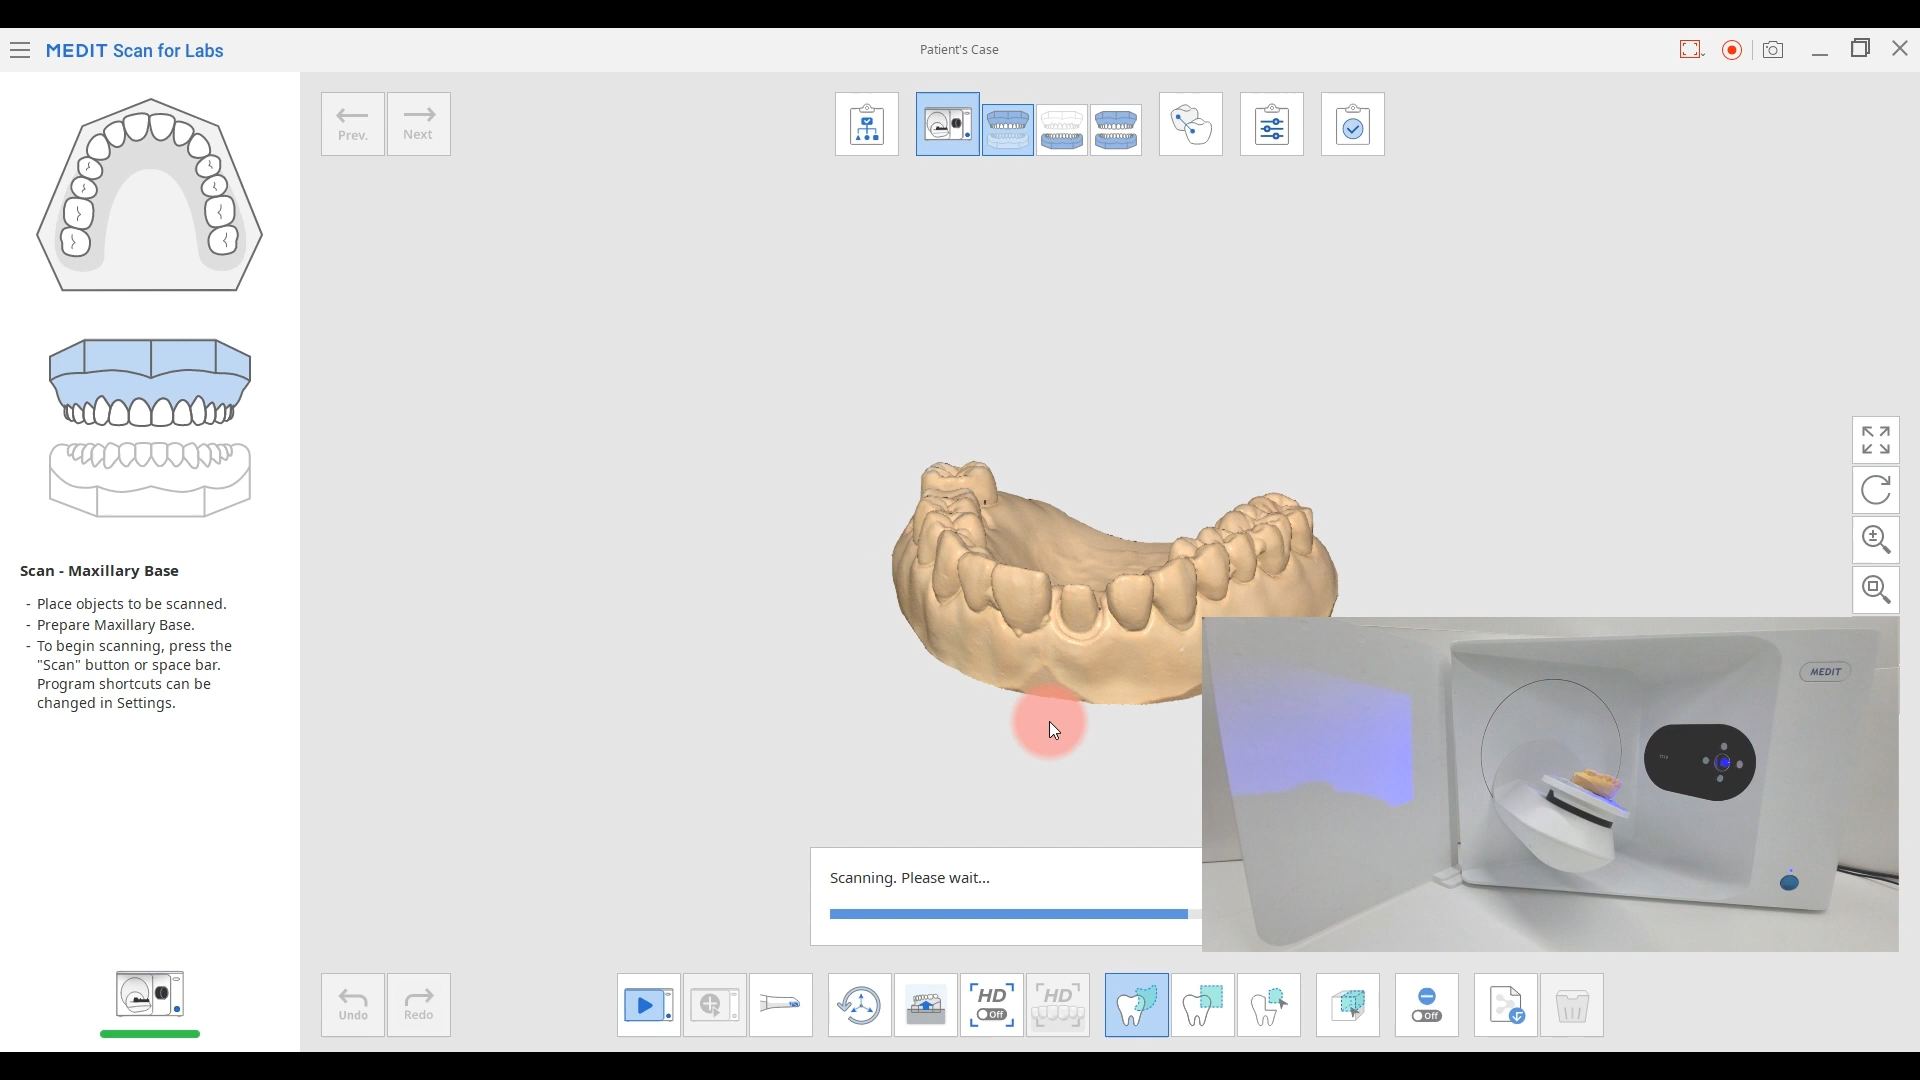 MEDIT Scan for Labs
Patient's Case
Prev.
Next
Scan - Maxillary Base
- Place objects to be scanned.
- Prepare Maxillary Base.
- To begin scanning, press the
"Scan" button or space bar.
Program shortcuts can be
changed in Settings.
MEDIT
Scanning. Please wait...
Undo
Redo
HD
Off
HD
Off